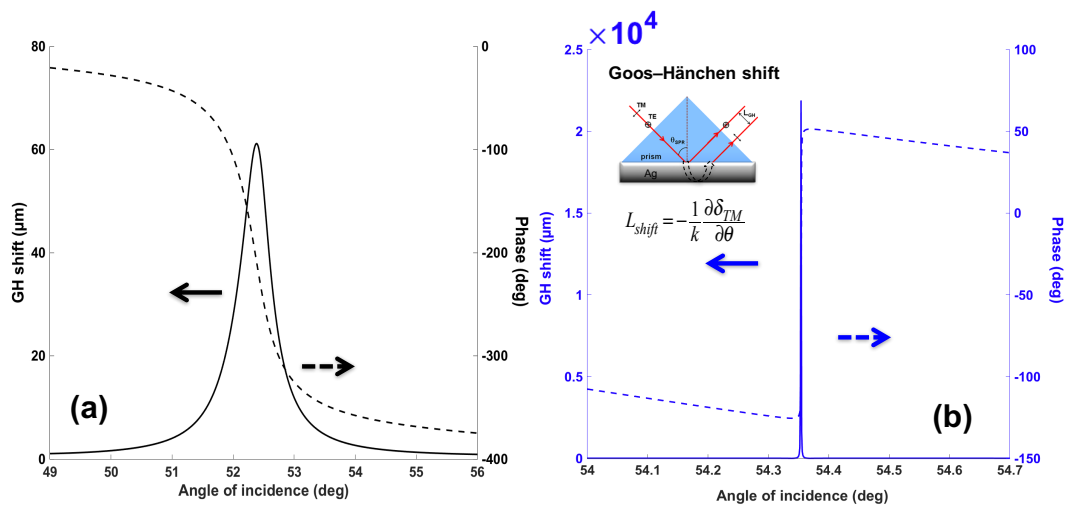 (a)
80
60
40
20
0
GH shift (µm)
49 50 51 52 53 54 55 56
Angle of incidence (deg)
0
-100
-200
-300
-400
Phase (deg)
×10⁴
2.5
2
1.5
1
0.5
0
GH shift (µm)
Goos–Hänchen shift
TM
TE
L_GH
θ_SPR
prism
Ag
L_shift = −(1/k) ∂δ_TM/∂θ
(b)
54 54.1 54.2 54.3 54.4 54.5 54.6 54.7
Angle of incidence (deg)
100
50
0
-50
-100
-150
Phase (deg)